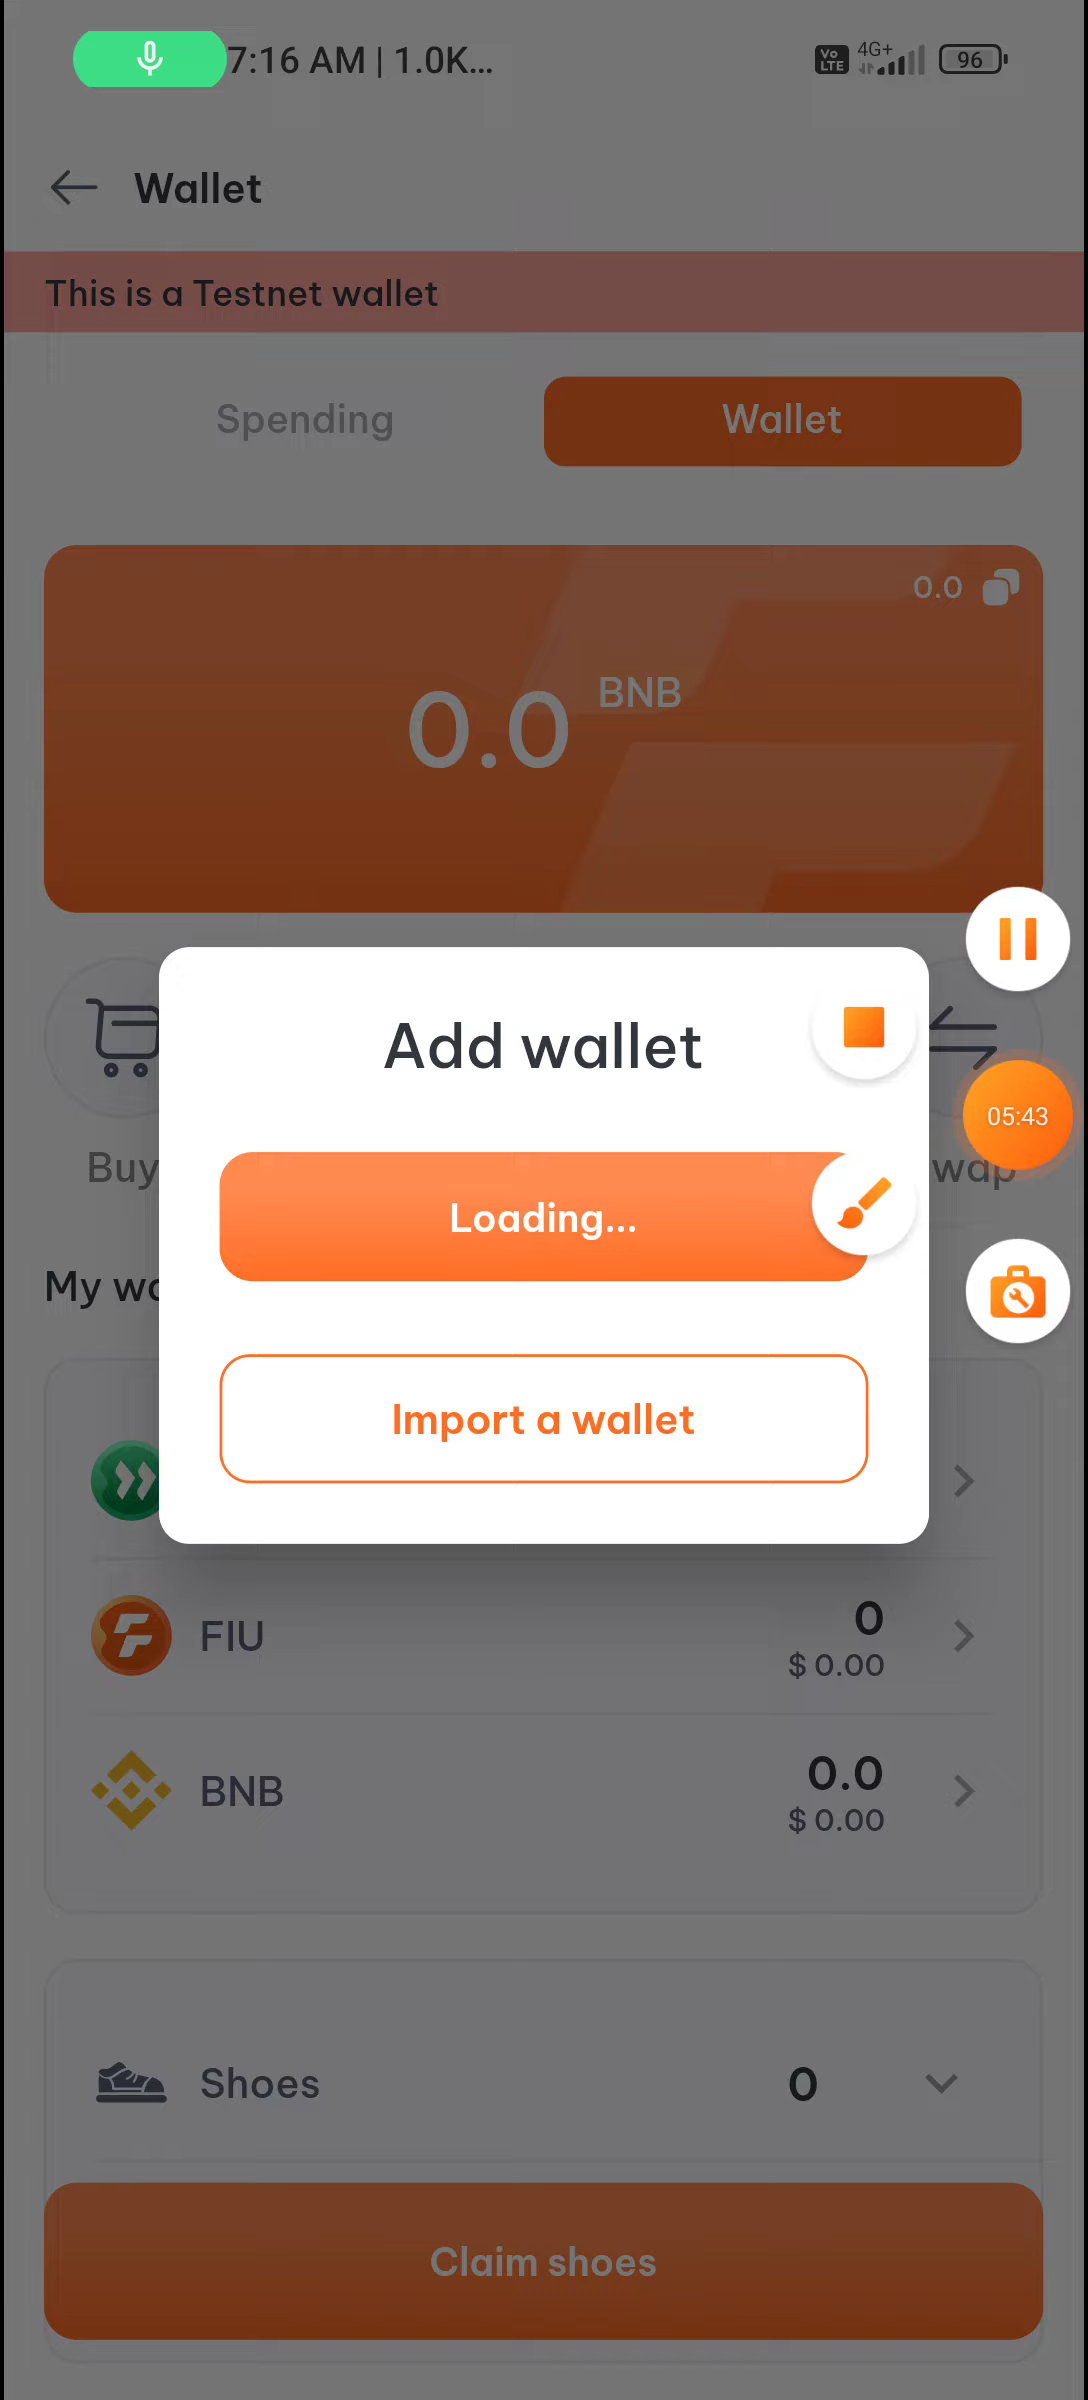 7:16 AM | 1.0K...
Vo LTE 4G+ 96
Wallet
This is a Testnet wallet
Spending Wallet
0.0
0.0 BNB
Add wallet
05:43
Buy
Loading...
My
Import a wallet
FIU 0
$ 0.00
BNB 0.0
$ 0.00
Shoes 0
Claim shoes